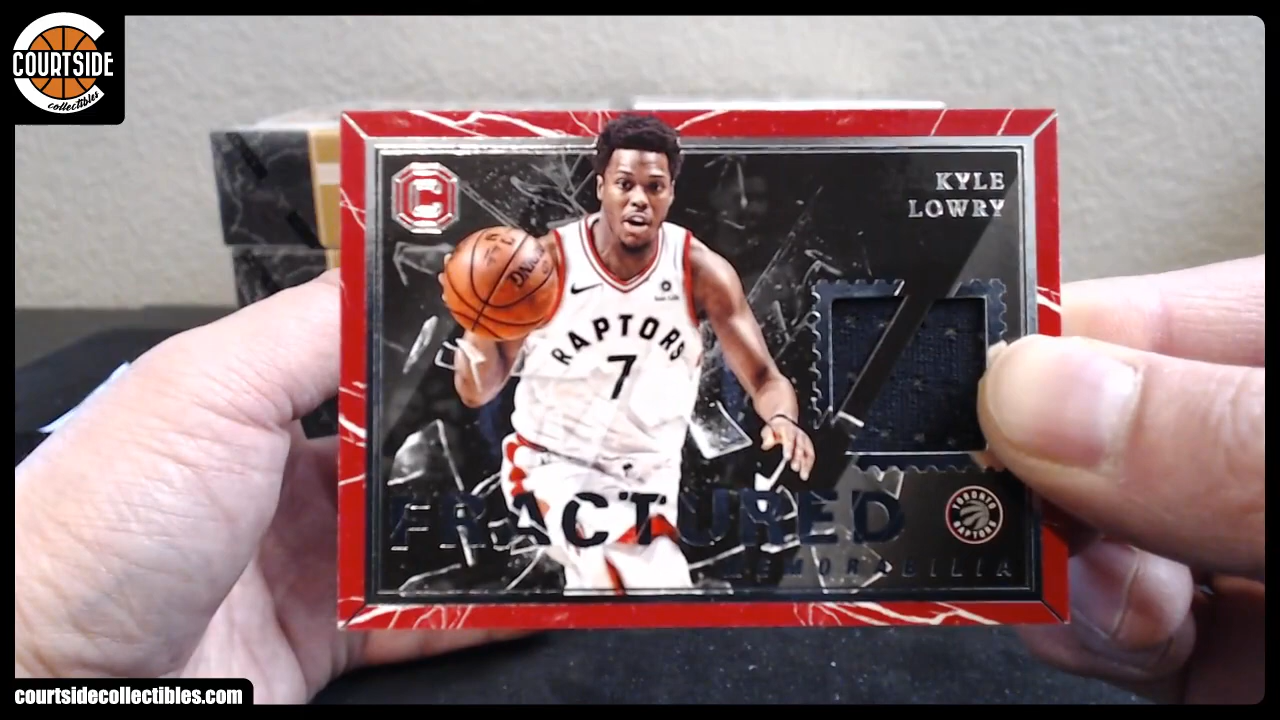 COURTSIDE
collectibles
C
KYLE
LOWRY
RAPTORS
7
FRACTURED
MEMORABILIA
TORONTO
RAPTORS
courtsidecollectibles.com